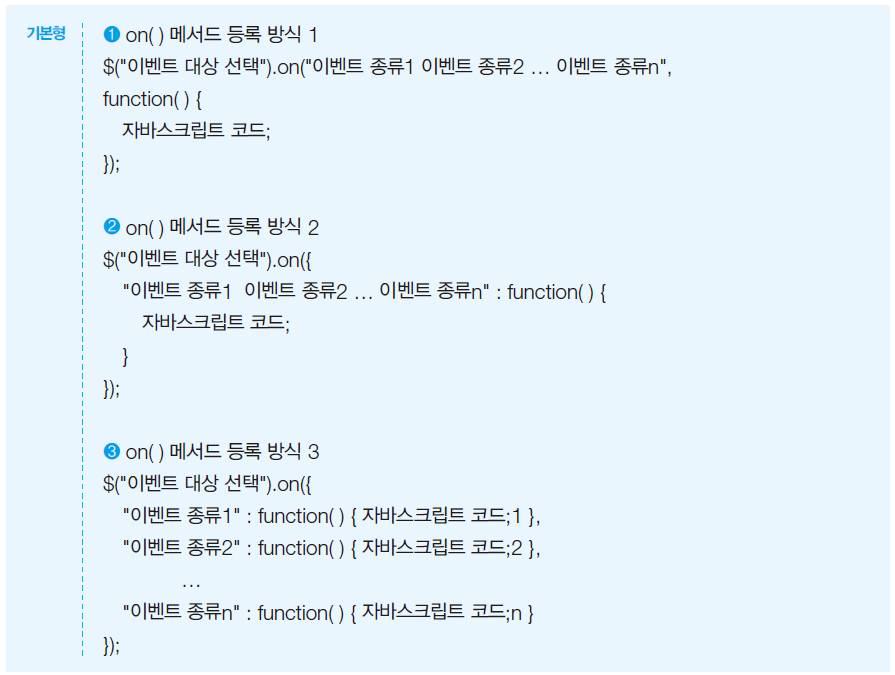 기본형
❶ on( ) 메서드 등록 방식 1
$("이벤트 대상 선택").on("이벤트 종류1 이벤트 종류2 … 이벤트 종류n",
function( ) {
자바스크립트 코드;
});
❷ on( ) 메서드 등록 방식 2
$("이벤트 대상 선택").on({
"이벤트 종류1  이벤트 종류2 … 이벤트 종류n" : function( ) {
자바스크립트 코드;
}
});
❸ on( ) 메서드 등록 방식 3
$("이벤트 대상 선택").on({
"이벤트 종류1" : function( ) { 자바스크립트 코드;1 },
"이벤트 종류2" : function( ) { 자바스크립트 코드;2 },
…
"이벤트 종류n" : function( ) { 자바스크립트 코드;n }
});